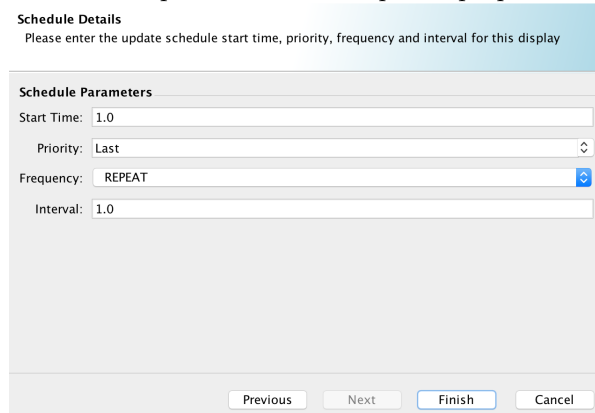 Schedule Details
Please enter the update schedule start time, priority, frequency and interval for this display
Schedule Parameters
Start Time: 1.0
Priority: Last
Frequency: REPEAT
Interval: 1.0
Previous Next Finish Cancel